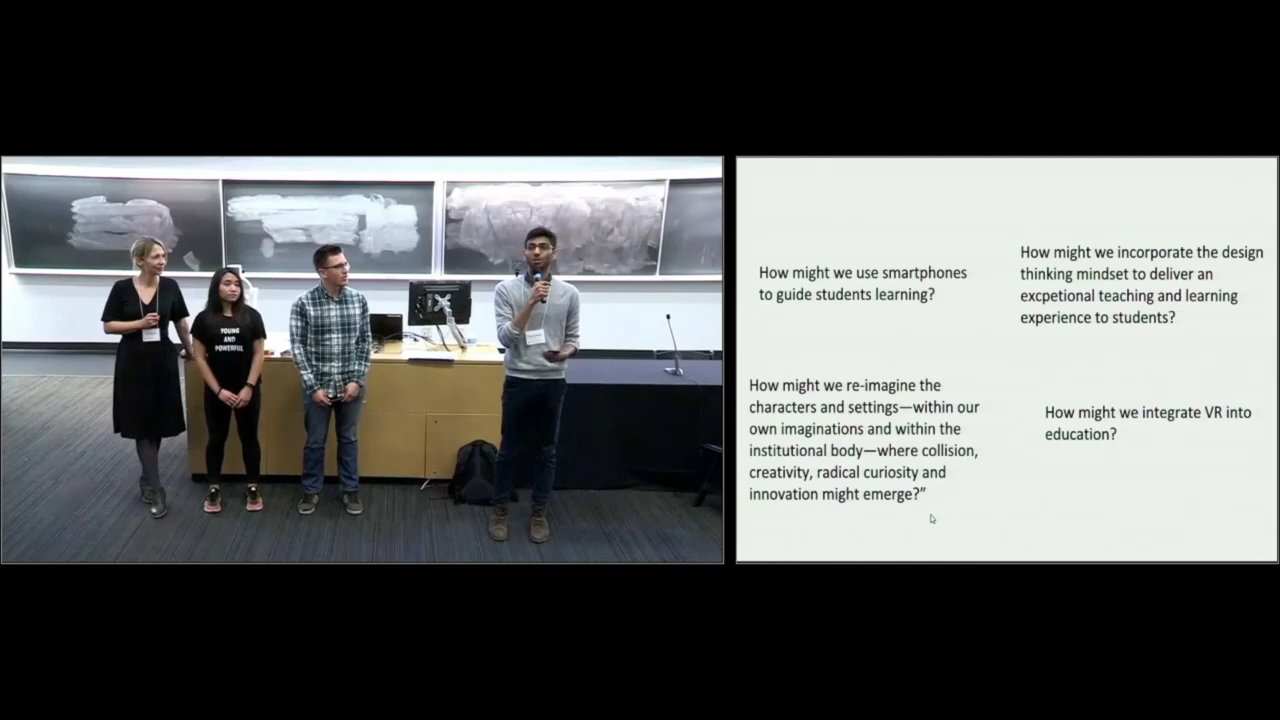 YOUNG
AND
POWERFUL
How might we use smartphones
to guide students learning?
How might we incorporate the design
thinking mindset to deliver an
excpetional teaching and learning
experience to students?
How might we re-imagine the
characters and settings—within our
own imaginations and within the
institutional body—where collision,
creativity, radical curiosity and
innovation might emerge?”
How might we integrate VR into
education?